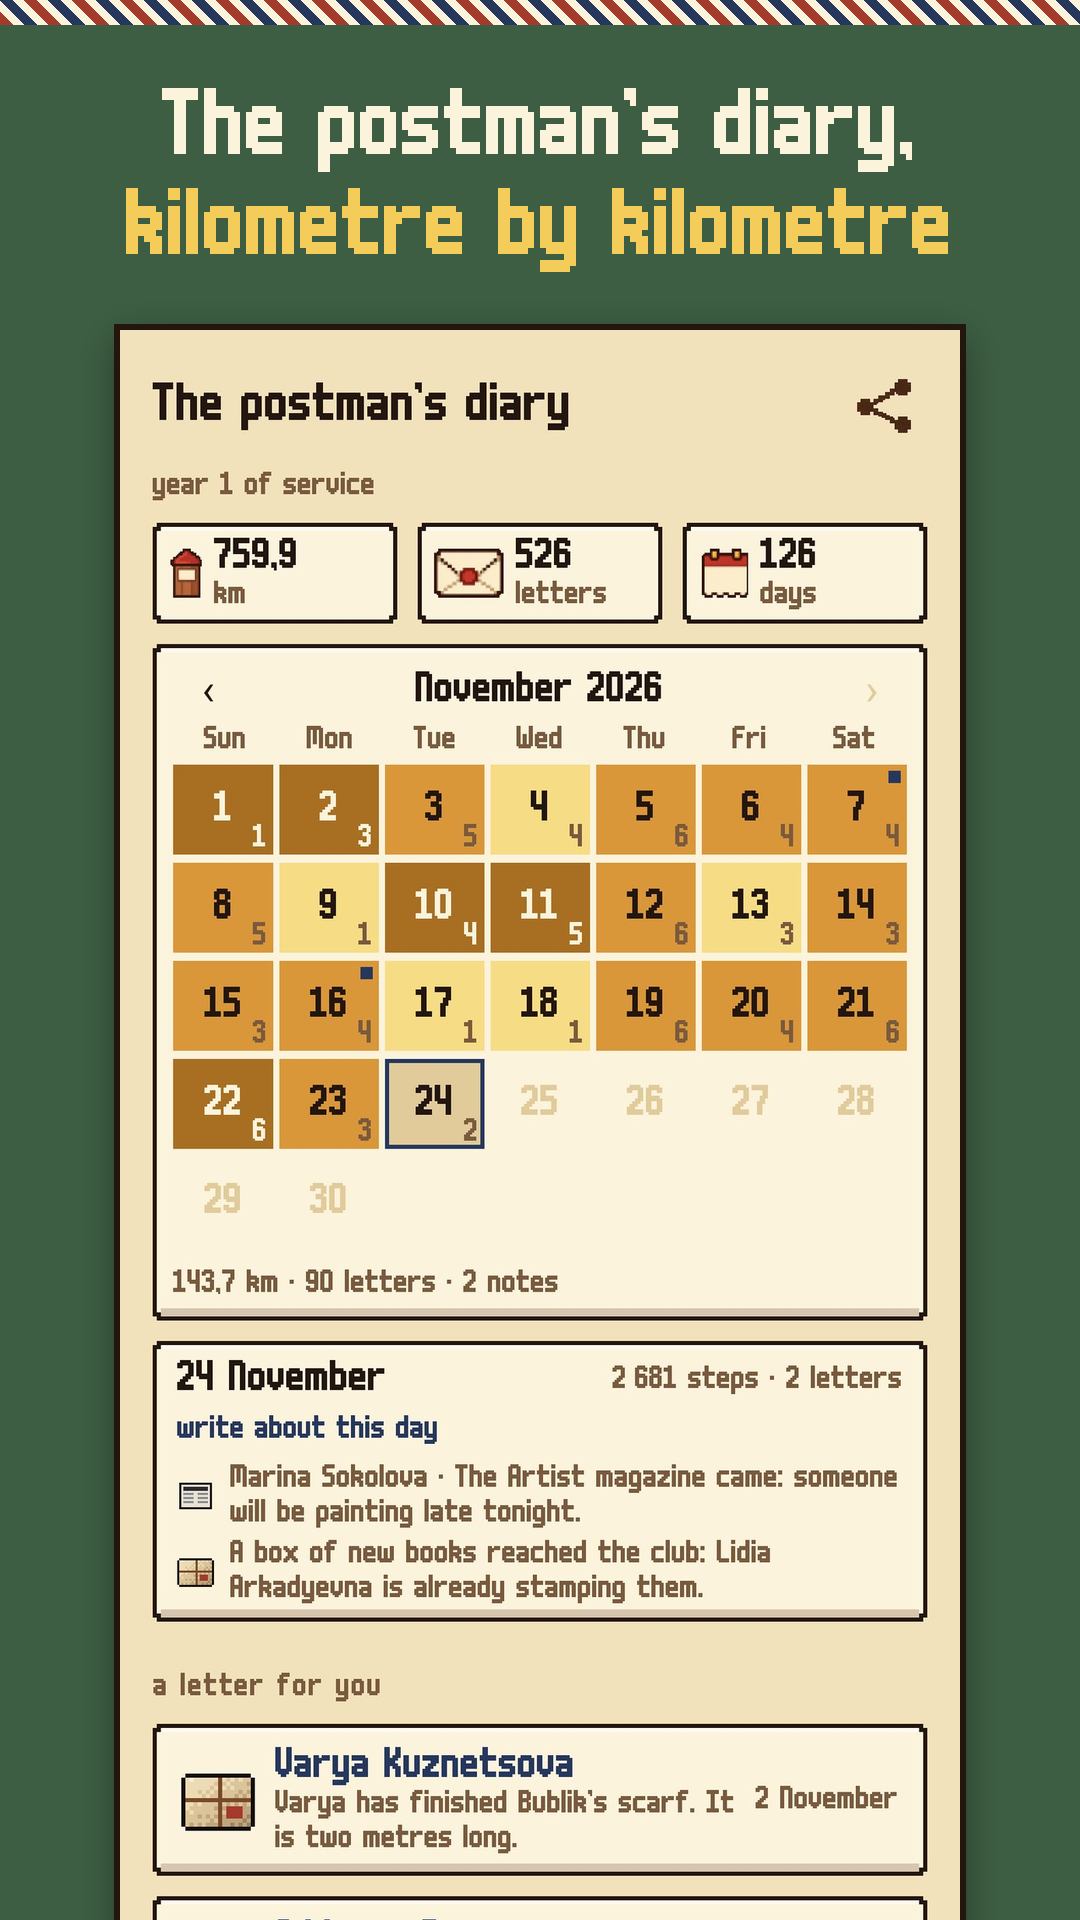 The postman's diary,
kilometre by kilometre
The postman's diary
year 1 of service
759,9
km
526
letters
126
days
‹ November 2026 ›
Sun Mon Tue Wed Thu Fri Sat
1 1 2 3 3 5 4 4 5 6 6 4 7 4
8 5 9 1 10 4 11 5 12 6 13 3 14 3
15 3 16 4 17 1 18 1 19 6 20 4 21 6
22 6 23 3 24 2 25 26 27 28
29 30
143,7 km · 90 letters · 2 notes
24 November 2 681 steps · 2 letters
write about this day
Marina Sokolova · The Artist magazine came: someone
will be painting late tonight.
A box of new books reached the club: Lidia
Arkadyevna is already stamping them.
a letter for you
Varya Kuznetsova
Varya has finished Bublik's scarf. It
is two metres long.
2 November